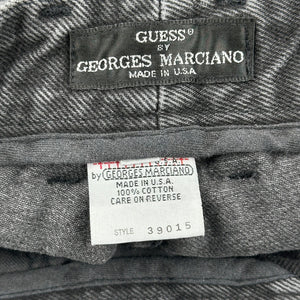 GUESS®
BY
GEORGES MARCIANO
MADE IN U.S.A
by GEORGES MARCIANO
MADE IN U.S.A.
100% COTTON
CARE ON REVERSE
STYLE 39015